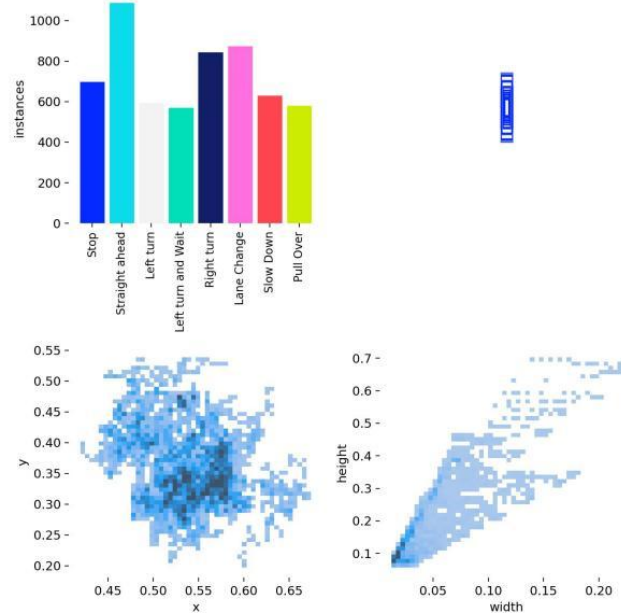 1000
800
600
400
200
0
instances
Stop
Straight ahead
Left turn
Left turn and Wait
Right turn
Lane Change
Slow Down
Pull Over
0.55
0.50
0.45
0.40
0.35
0.30
0.25
0.20
y
0.45
0.50
0.55
0.60
0.65
x
0.7
0.6
0.5
0.4
0.3
0.2
0.1
height
0.05
0.10
0.15
0.20
width